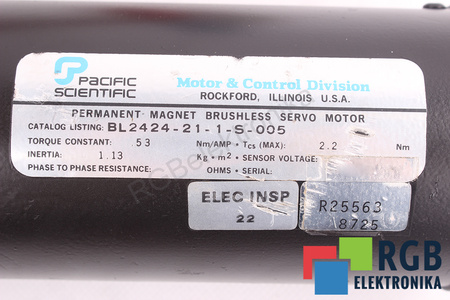 PACIFIC
SCIENTIFIC
Motor & Control Division
ROCKFORD, ILLINOIS U.S.A.
PERMANENT MAGNET BRUSHLESS SERVO MOTOR
CATALOG LISTING: BL2424-21-1-S-005
TORQUE CONSTANT: 53 Nm/AMP • Tcs (MAX): 2.2 Nm
INERTIA: 1.13 Kg • m² • SENSOR VOLTAGE:
PHASE TO PHASE RESISTANCE: OHMS • SERIAL:
ELEC INSP
22
R25563
8725
RGB
ELEKTRONIKA